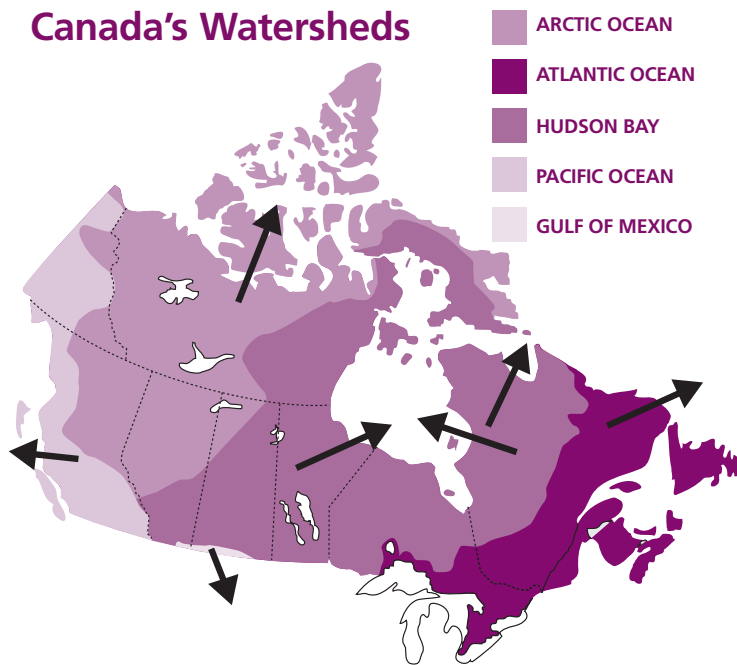 Canada's Watersheds
ARCTIC OCEAN
ATLANTIC OCEAN
HUDSON BAY
PACIFIC OCEAN
GULF OF MEXICO